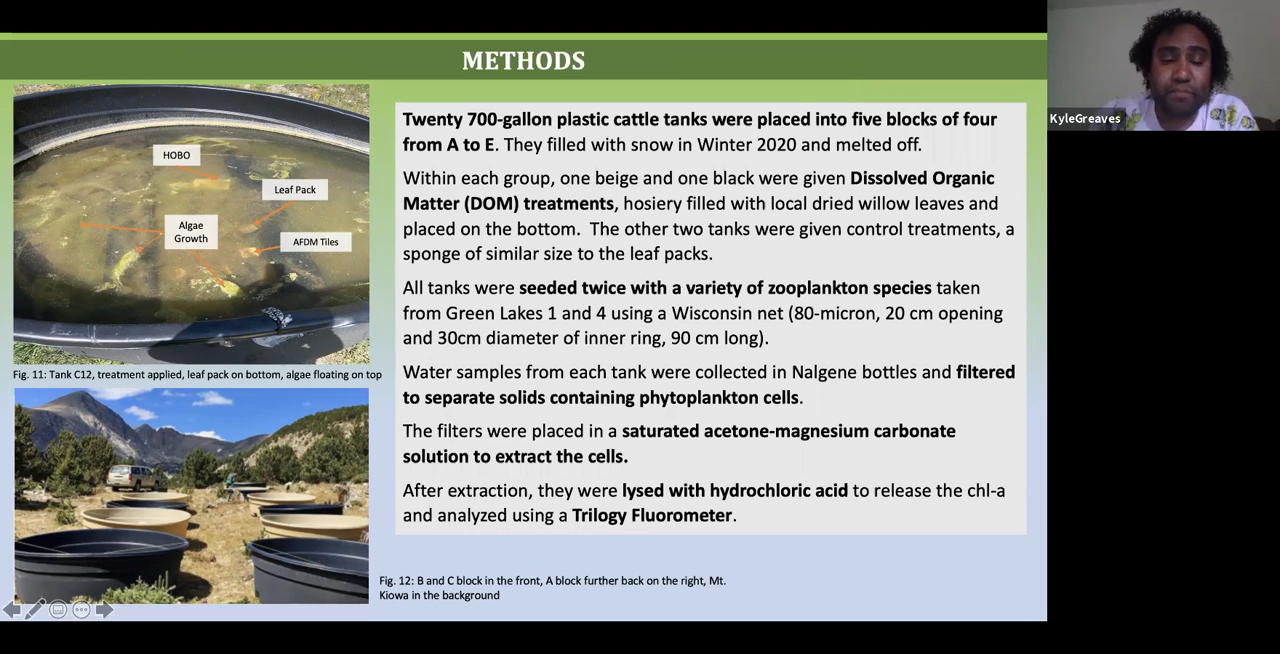 METHODS
HOBO
Leaf Pack
Algae
Growth
AFDM Tiles
Fig. 11: Tank C12, treatment applied, leaf pack on bottom, algae floating on top
Twenty 700-gallon plastic cattle tanks were placed into five blocks of four
from A to E. They filled with snow in Winter 2020 and melted off.
Within each group, one beige and one black were given Dissolved Organic
Matter (DOM) treatments, hosiery filled with local dried willow leaves and
placed on the bottom. The other two tanks were given control treatments, a
sponge of similar size to the leaf packs.
All tanks were seeded twice with a variety of zooplankton species taken
from Green Lakes 1 and 4 using a Wisconsin net (80-micron, 20 cm opening
and 30cm diameter of inner ring, 90 cm long).
Water samples from each tank were collected in Nalgene bottles and filtered
to separate solids containing phytoplankton cells.
The filters were placed in a saturated acetone-magnesium carbonate
solution to extract the cells.
After extraction, they were lysed with hydrochloric acid to release the chl-a
and analyzed using a Trilogy Fluorometer.
Fig. 12: B and C block in the front, A block further back on the right, Mt.
Kiowa in the background
KyleGreaves